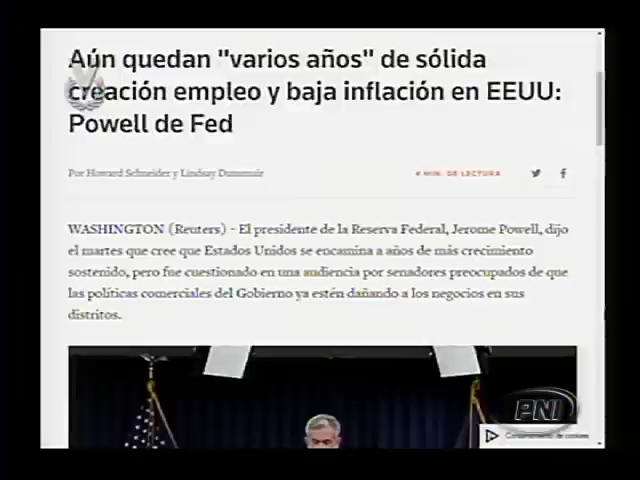 Aún quedan "varios años" de sólida
creación empleo y baja inflación en EEUU:
Powell de Fed
Por Howard Schneider y Lindsay Dunsmuir
4 MIN. DE LECTURA
WASHINGTON (Reuters) - El presidente de la Reserva Federal, Jerome Powell, dijo
el martes que cree que Estados Unidos se encamina a años de más crecimiento
sostenido, pero fue cuestionado en una audiencia por senadores preocupados de que
las políticas comerciales del Gobierno ya estén dañando a los negocios en sus
distritos.
PNI
Consentimiento de cookies